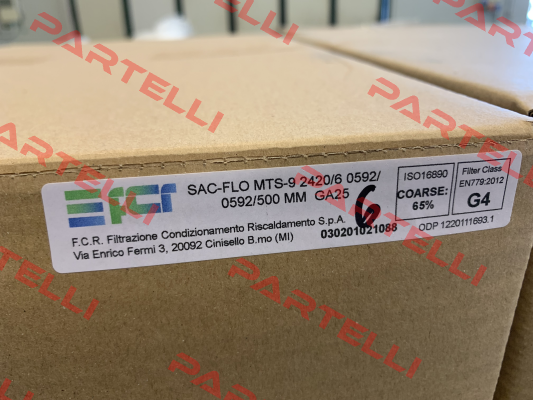 SAC-FLO MTS-9 2420/6 0592/
0592/500 MM GA25
6
ISO16890
COARSE:
65%
Filter Class
EN779:2012
G4
FCR
F.C.R. Filtrazione Condizionamento Riscaldamento S.p.A.
Via Enrico Fermi 3, 20092 Cinisello B.mo (MI)
030201021088
ODP 1220111693.1
PARTELLI
PARTELLI
PARTELLI
PARTELLI
PARTELLI
PARTELLI